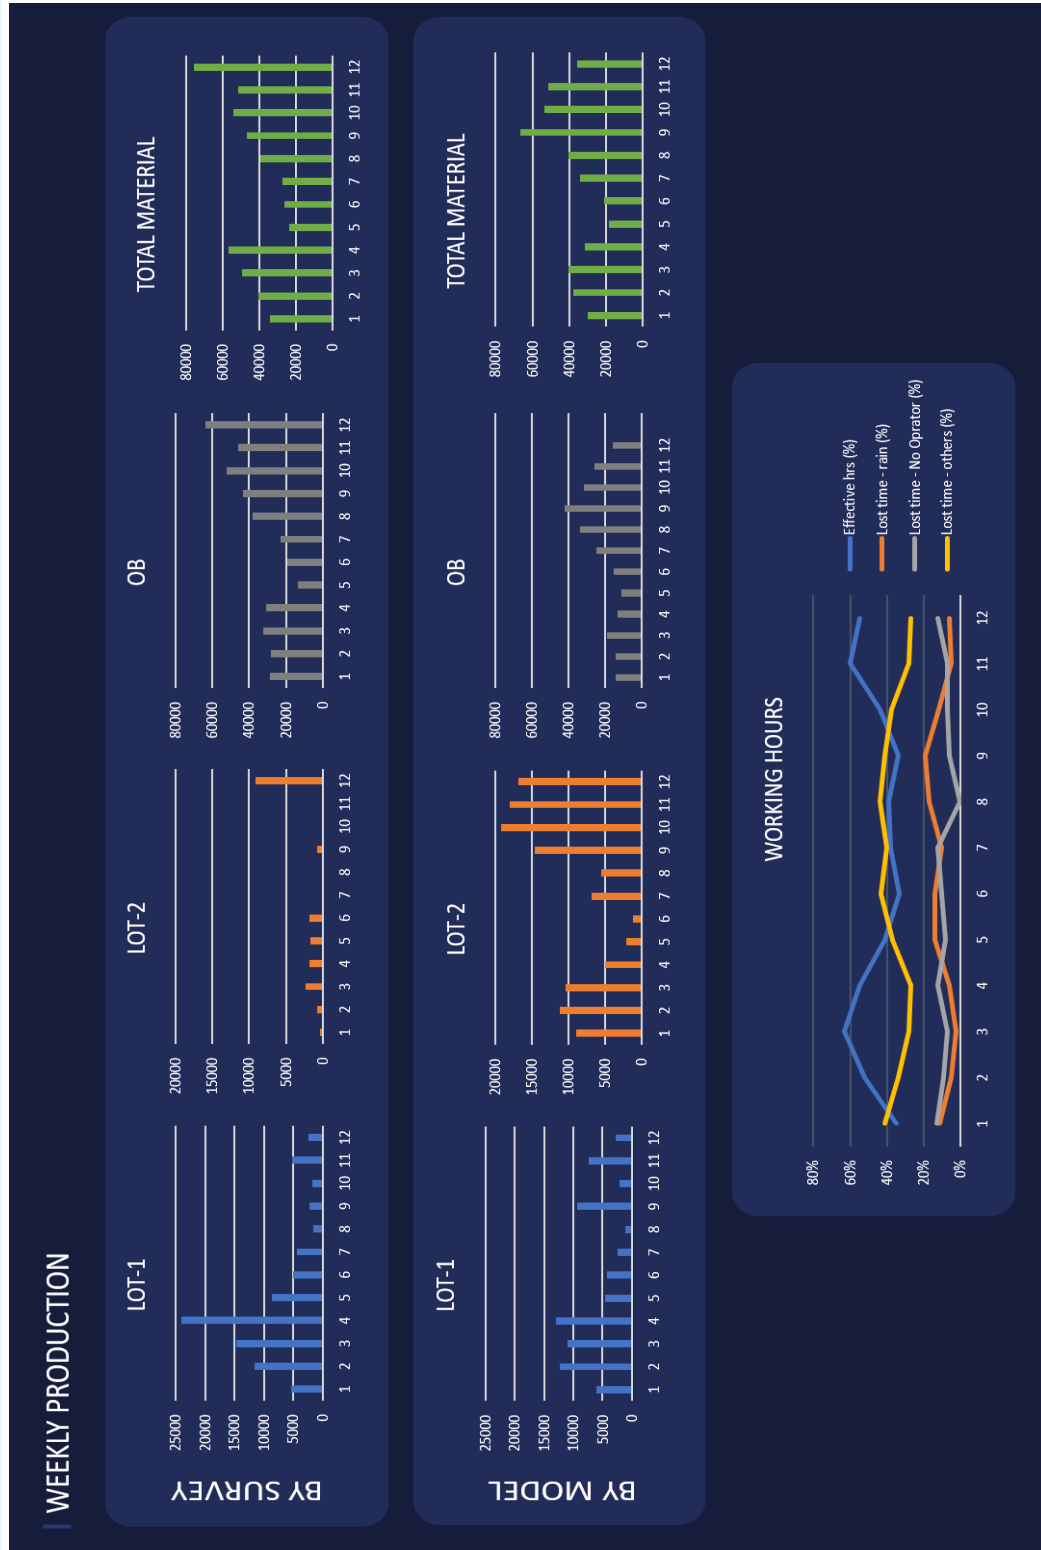 WEEKLY PRODUCTION
BY SURVEY
LOT-1
25000
20000
15000
10000
5000
0
1 2 3 4 5 6 7 8 9 10 11 12
LOT-2
20000
15000
10000
5000
0
1 2 3 4 5 6 7 8 9 10 11 12
OB
80000
60000
40000
20000
0
1 2 3 4 5 6 7 8 9 10 11 12
TOTAL MATERIAL
80000
60000
40000
20000
0
1 2 3 4 5 6 7 8 9 10 11 12
BY MODEL
LOT-1
25000
20000
15000
10000
5000
0
1 2 3 4 5 6 7 8 9 10 11 12
LOT-2
20000
15000
10000
5000
0
1 2 3 4 5 6 7 8 9 10 11 12
OB
80000
60000
40000
20000
0
1 2 3 4 5 6 7 8 9 10 11 12
TOTAL MATERIAL
80000
60000
40000
20000
0
1 2 3 4 5 6 7 8 9 10 11 12
WORKING HOURS
80%
60%
40%
20%
0%
1 2 3 4 5 6 7 8 9 10 11 12
Effective hrs (%)
Lost time - rain (%)
Lost time - No Oprator (%)
Lost time - others (%)